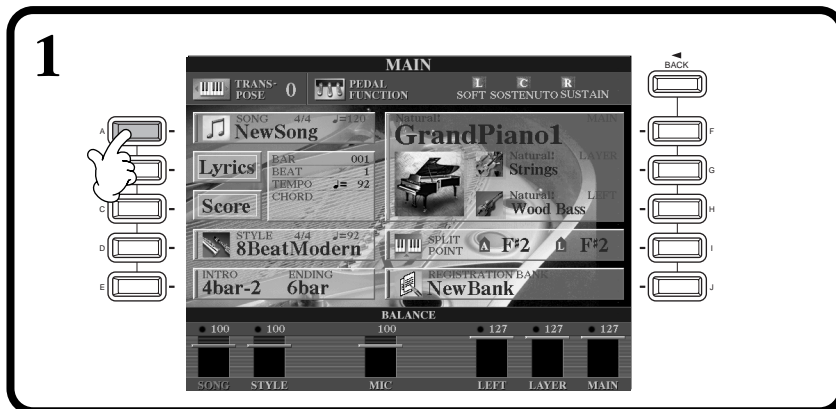 1
MAIN
BACK
TRANS-
POSE 0
PEDAL
FUNCTION
L C R
SOFT SOSTENUTO SUSTAIN
SONG 4/4 ♩=120
NewSong
Natural! MAIN
GrandPiano1
Lyrics
Score
BAR 001
BEAT 1
TEMPO ♩= 92
CHORD
Natural! LAYER
Strings
Natural! LEFT
Wood Bass
STYLE 4/4 ♩=92
8BeatModern
SPLIT
POINT
A F♯2 L F♯2
INTRO ENDING
4bar-2 6bar
REGISTRATION BANK
NewBank
A
C
D
E
F
G
H
I
J
BALANCE
100 100 100 127 127 127
SONG STYLE MIC LEFT LAYER MAIN